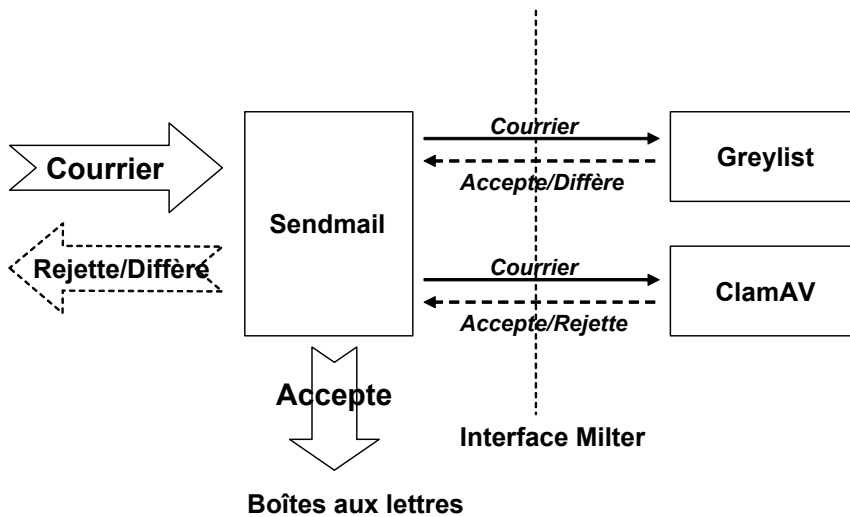 Courrier
Rejette/Diffère
Sendmail
Courrier
Accepte/Diffère
Greylist
Courrier
Accepte/Rejette
ClamAV
Accepte
Interface Milter
Boîtes aux lettres